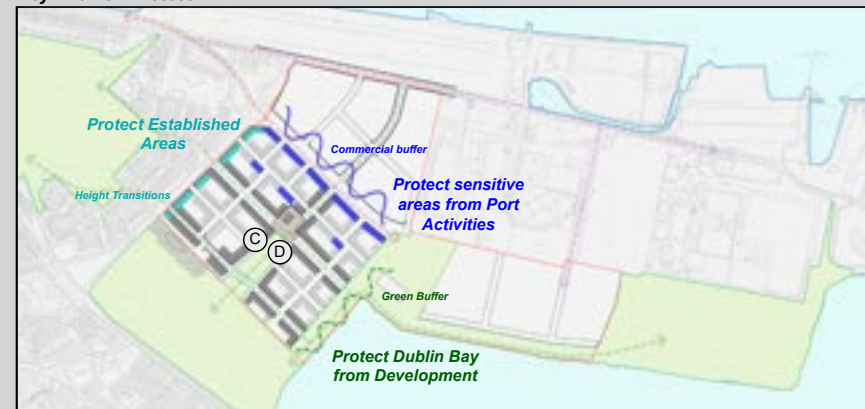 Protect Established
Areas
Commercial buffer
Height Transitions
Protect sensitive
areas from Port
Activities
C
D
Green Buffer
Protect Dublin Bay
from Development